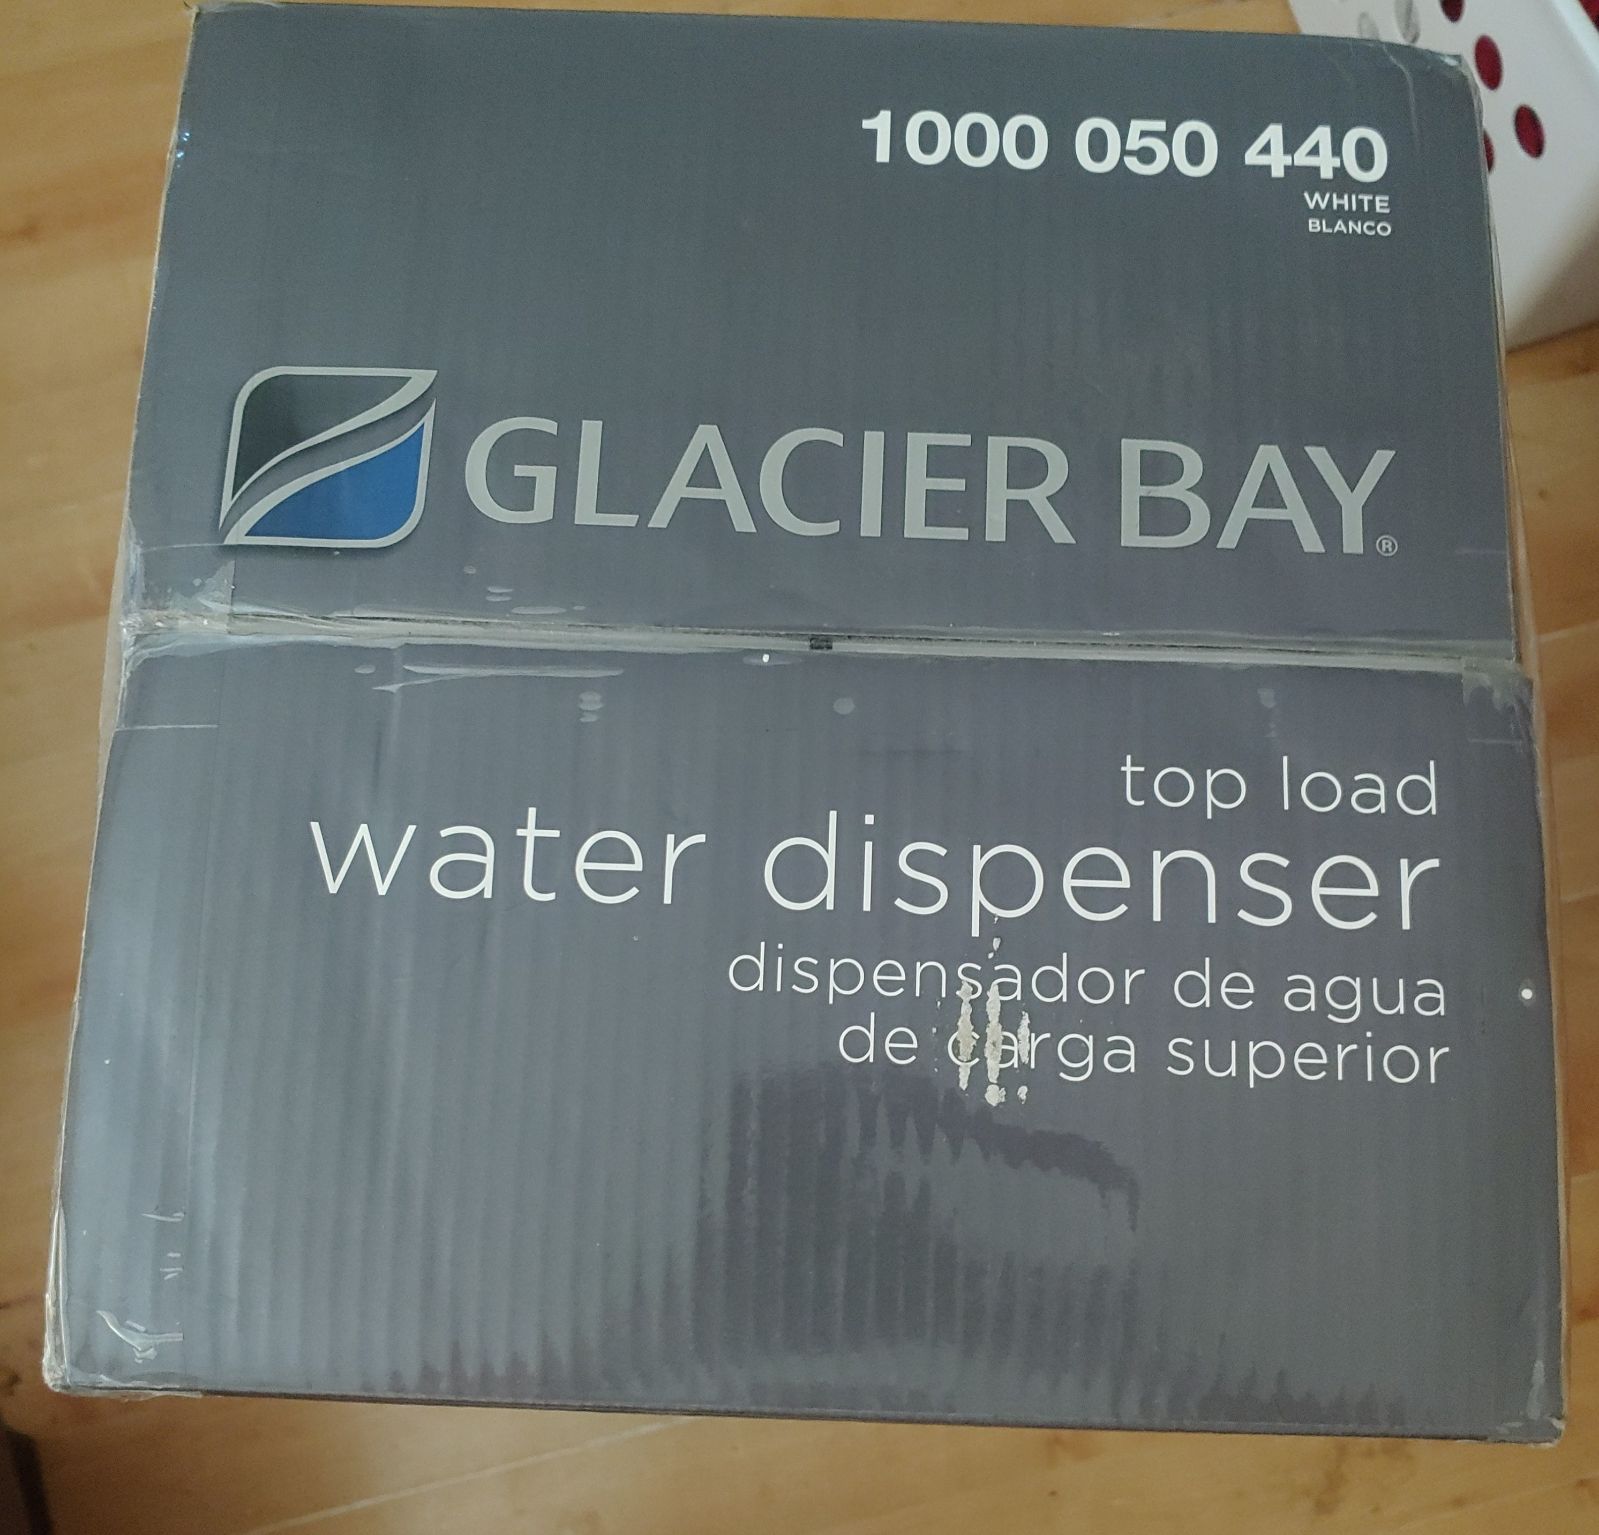 1000 050 440
WHITE
BLANCO
GLACIER BAY®
top load
water dispenser
dispensador de agua
de carga superior